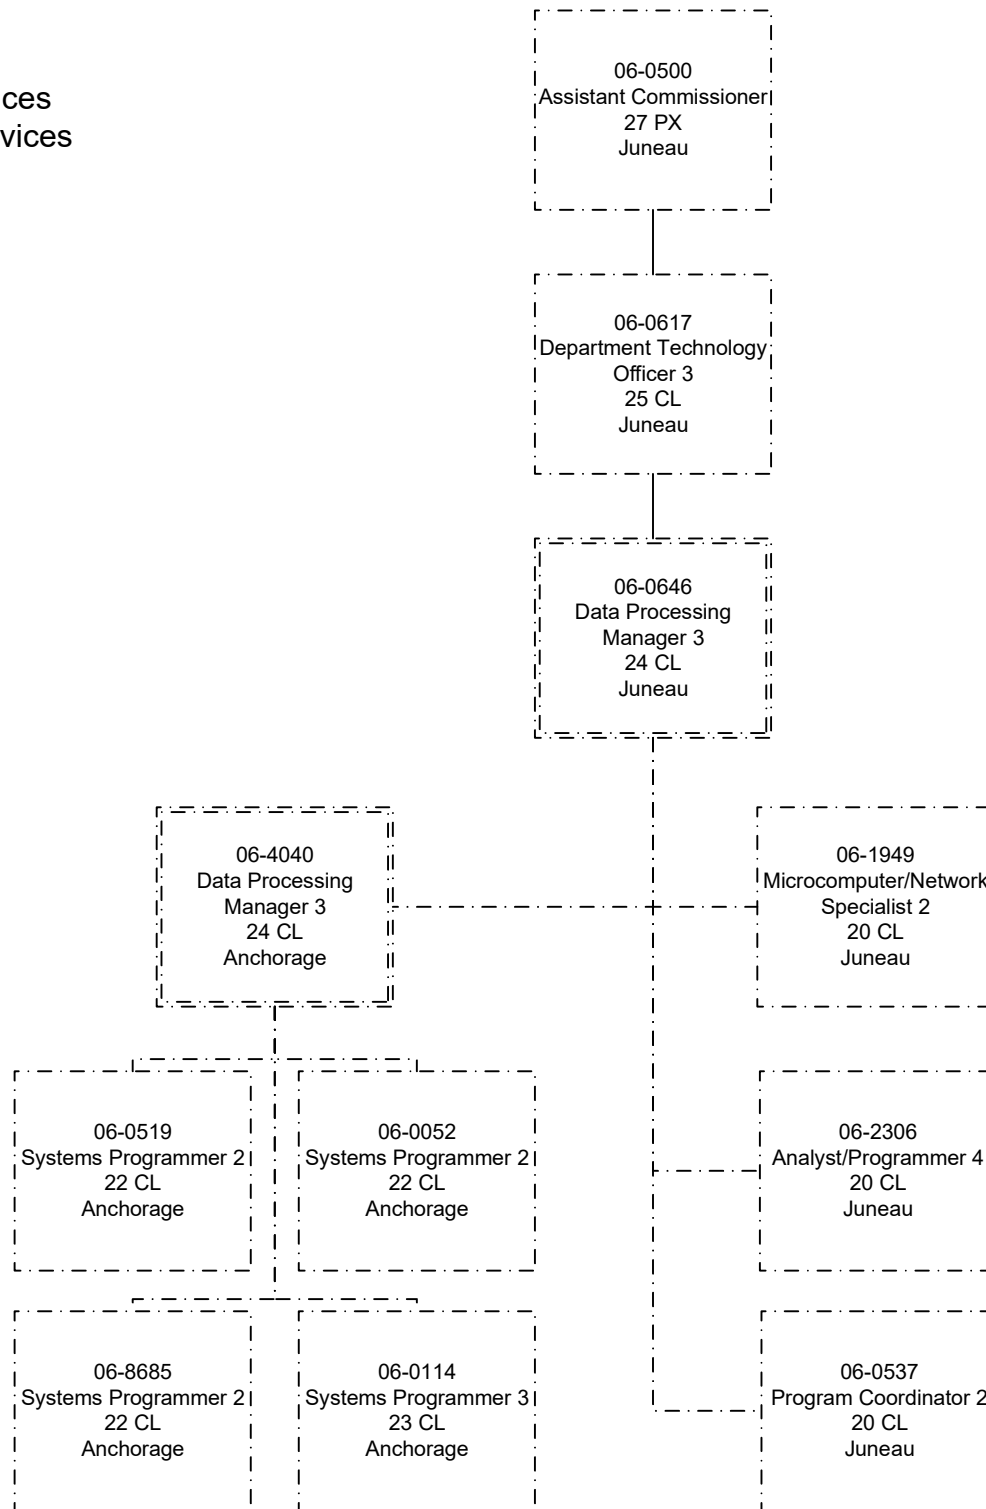 ces
vices
06-0500
Assistant Commissioner
27 PX
Juneau
06-0617
Department Technology
Officer 3
25 CL
Juneau
06-0646
Data Processing
Manager 3
24 CL
Juneau
06-4040
Data Processing
Manager 3
24 CL
Anchorage
06-1949
Microcomputer/Network
Specialist 2
20 CL
Juneau
06-0519
Systems Programmer 2
22 CL
Anchorage
06-0052
Systems Programmer 2
22 CL
Anchorage
06-2306
Analyst/Programmer 4
20 CL
Juneau
06-8685
Systems Programmer 2
22 CL
Anchorage
06-0114
Systems Programmer 3
23 CL
Anchorage
06-0537
Program Coordinator 2
20 CL
Juneau